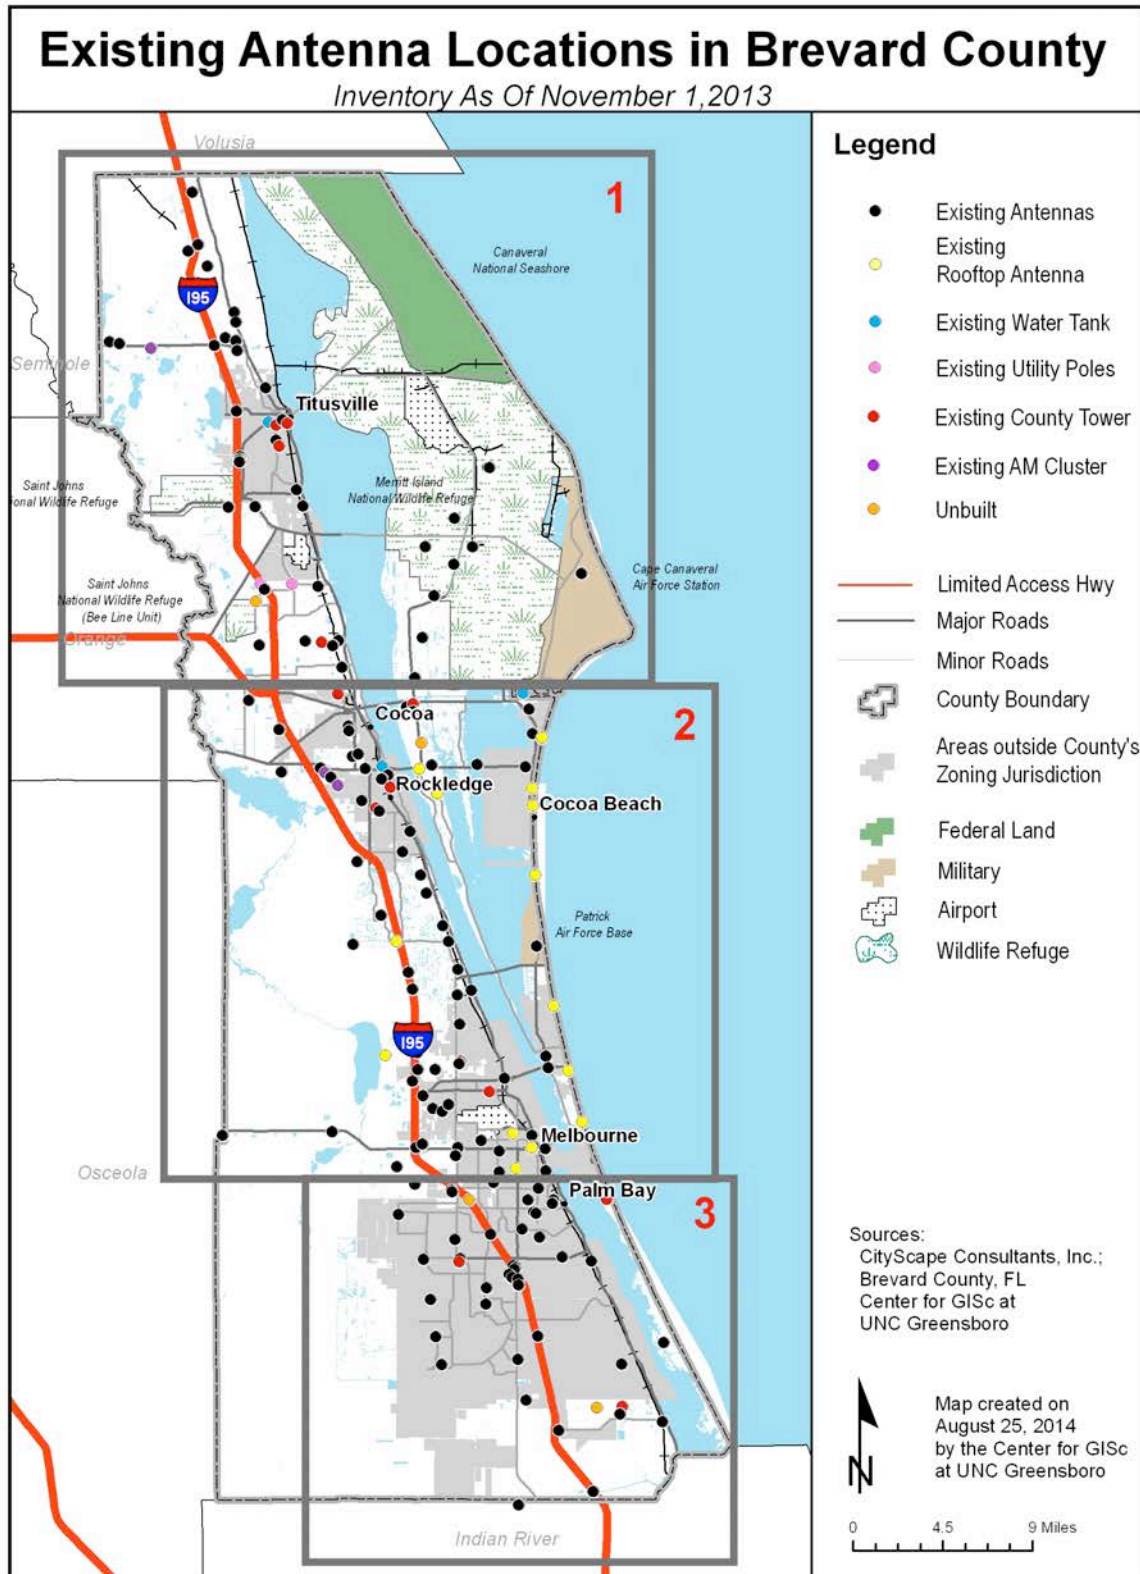 Existing Antenna Locations in Brevard County
Inventory As Of November 1,2013
Volusia
1
Canaveral
National Seashore
I95
Seminole
Titusville
Saint Johns
ional Wildlife Refuge
Merritt Island
National Wildlife Refuge
Cape Canaveral
Air Force Station
Saint Johns
National Wildlife Refuge
(Bee Line Unit)
Orange
Cocoa
2
Rockledge
Cocoa Beach
Patrick
Air Force Base
I95
Melbourne
Osceola
Palm Bay
3
Indian River
Legend
Existing Antennas
Existing
Rooftop Antenna
Existing Water Tank
Existing Utility Poles
Existing County Tower
Existing AM Cluster
Unbuilt
Limited Access Hwy
Major Roads
Minor Roads
County Boundary
Areas outside County's
Zoning Jurisdiction
Federal Land
Military
Airport
Wildlife Refuge
Sources:
CityScape Consultants, Inc.;
Brevard County, FL
Center for GISc at
UNC Greensboro
N
Map created on
August 25, 2014
by the Center for GISc
at UNC Greensboro
0 4.5 9 Miles